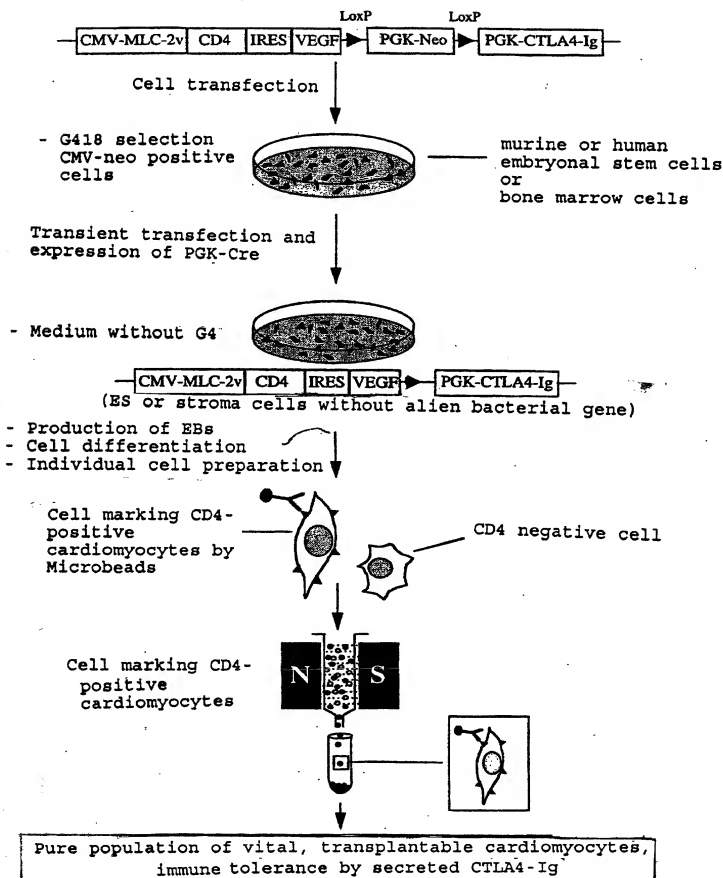 LoxP LoxP
CMV-MLC-2v CD4 IRES VEGF PGK-Neo PGK-CTLA4-Ig
Cell transfection
- G418 selection
CMV-neo positive
cells
murine or human
embryonal stem cells
or
bone marrow cells
Transient transfection and
expression of PGK-Cre
- Medium without G4
CMV-MLC-2v CD4 IRES VEGF PGK-CTLA4-Ig
(ES or stroma cells without alien bacterial gene)
- Production of EBs
- Cell differentiation
- Individual cell preparation
Cell marking CD4-
positive
cardiomyocytes by
Microbeads
CD4 negative cell
Cell marking CD4-
positive
cardiomyocytes
N S
Pure population of vital, transplantable cardiomyocytes,
immune tolerance by secreted CTLA4-Ig